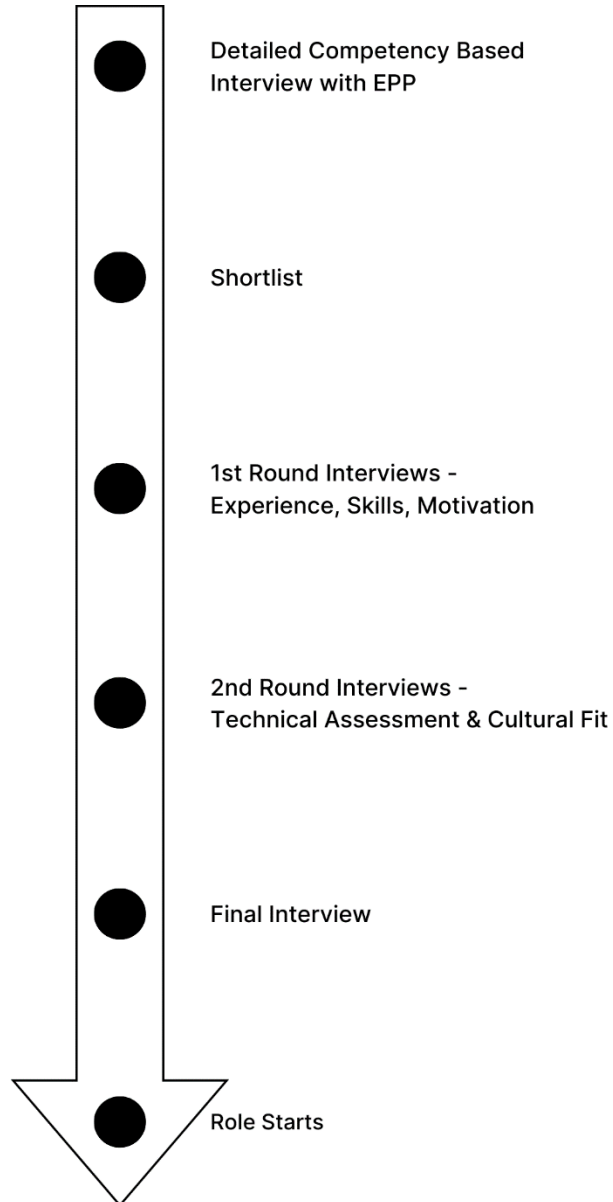 Detailed Competency Based
Interview with EPP
Shortlist
1st Round Interviews -
Experience, Skills, Motivation
2nd Round Interviews -
Technical Assessment & Cultural Fit
Final Interview
Role Starts